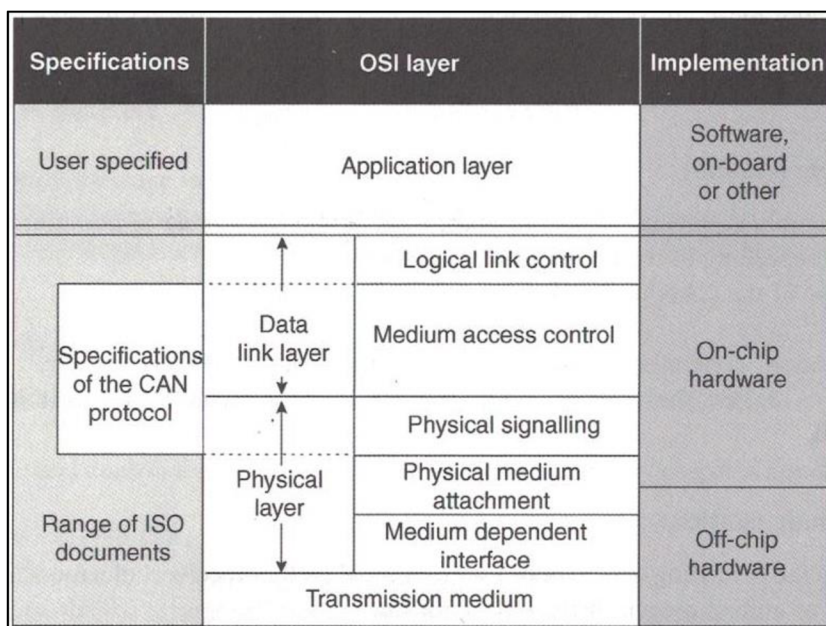 Specifications
OSI layer
Implementation
User specified
Application layer
Software,
on-board
or other
Logical link control
Data
link layer
Medium access control
Specifications
of the CAN
protocol
On-chip
hardware
Physical signalling
Physical
layer
Physical medium
attachment
Range of ISO
documents
Medium dependent
interface
Off-chip
hardware
Transmission medium